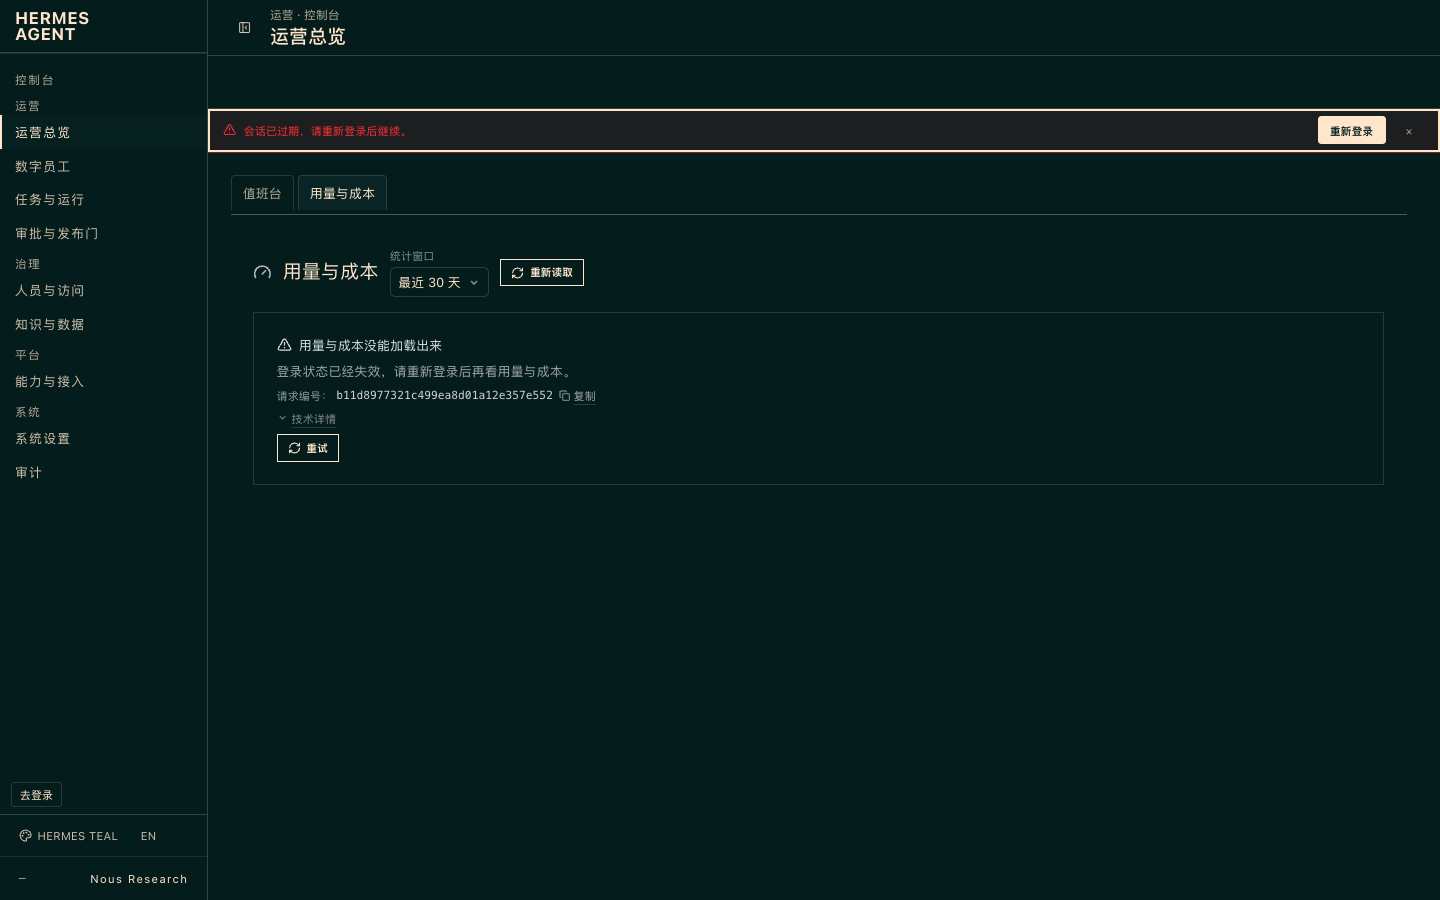 HERMES
AGENT
控制台
运营
运营总览
数字员工
任务与运行
审批与发布门
治理
人员与访问
知识与数据
平台
能力与接入
系统
系统设置
审计
去登录
HERMES TEAL EN
– Nous Research
运营 · 控制台
运营总览
会话已过期，请重新登录后继续。 重新登录 ×
值班台 用量与成本
用量与成本
统计窗口
最近 30 天
重新读取
用量与成本没能加载出来
登录状态已经失效，请重新登录后再看用量与成本。
请求编号： b11d8977321c499ea8d01a12e357e552 复制
技术详情
重试